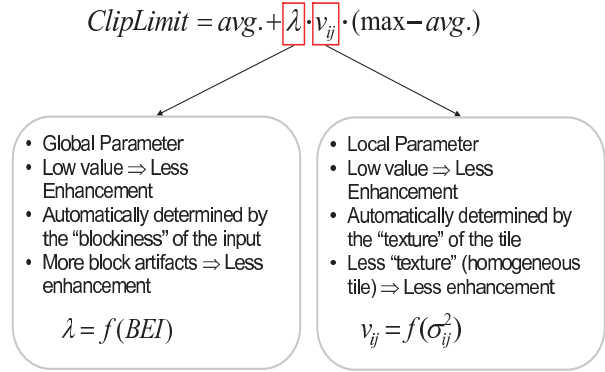 ClipLimit = avg.+λ·v_ij·(max−avg.)
• Global Parameter
• Low value ⇒ Less
Enhancement
• Automatically determined by
the “blockiness” of the input
• More block artifacts ⇒ Less
enhancement
λ = f(BEI)
• Local Parameter
• Low value ⇒ Less
Enhancement
• Automatically determined by
the “texture” of the tile
• Less “texture” (homogeneous
tile) ⇒ Less enhancement
v_ij = f(σ²_ij)